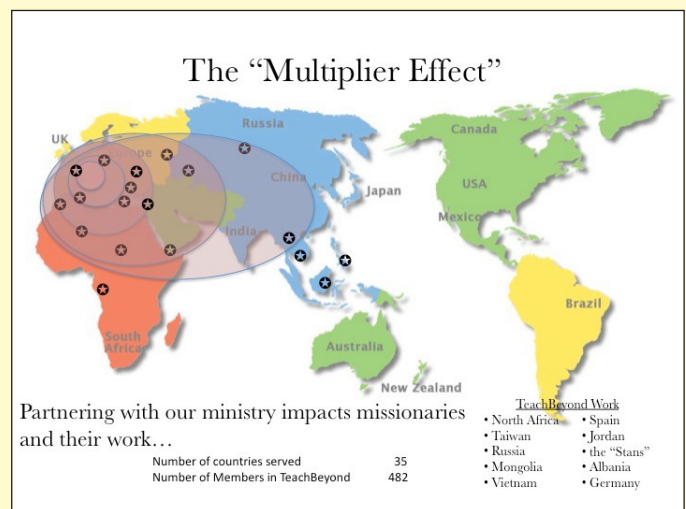 The “Multiplier Effect”
UK
Europe
Russia
China
Japan
India
South
Africa
Australia
New Zealand
Canada
USA
Mexico
Brazil
Partnering with our ministry impacts missionaries
and their work…
Number of countries served 35
Number of Members in TeachBeyond 482
TeachBeyond Work
• North Africa
• Taiwan
• Russia
• Mongolia
• Vietnam
• Spain
• Jordan
• the “Stans”
• Albania
• Germany